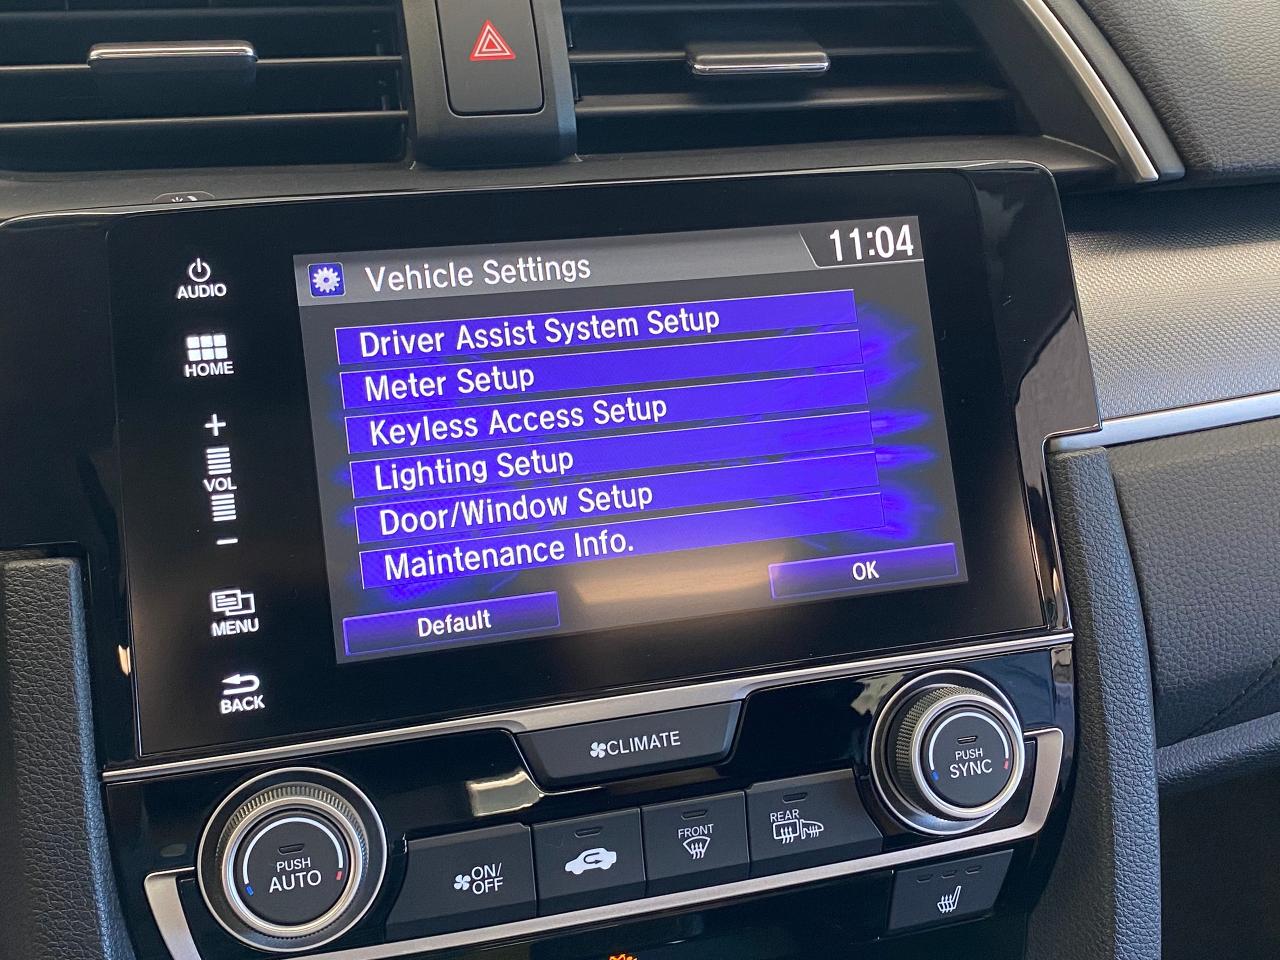 Vehicle Settings
11:04
Driver Assist System Setup
Meter Setup
Keyless Access Setup
Lighting Setup
Door/Window Setup
Maintenance Info.
Default
OK
AUDIO
HOME
+
VOL
−
MENU
BACK
CLIMATE
PUSH
AUTO
ON/
OFF
FRONT
REAR
PUSH
SYNC